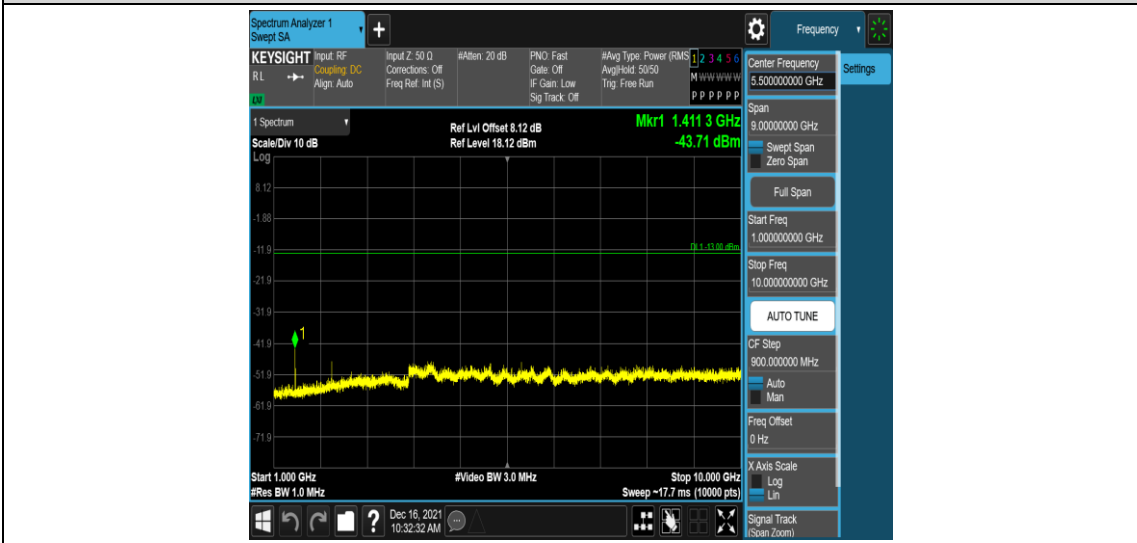 Spectrum Analyzer 1
Swept SA
+
Frequency
KEYSIGHT Input: RF Input Z: 50 Ω #Atten: 20 dB PNO: Fast #Avg Type: Power (RMS 1 2 3 4 5 6
RL Coupling: DC Corrections: Off Gate: Off Avg|Hold: 50/50 M W W W W W
Align: Auto Freq Ref: Int (S) IF Gain: Low Trig: Free Run
Sig Track: Off P P P P P P
LXI
1 Spectrum
Scale/Div 10 dB
Ref Lvl Offset 8.12 dB
Ref Level 18.12 dBm
Mkr1 1.411 3 GHz
-43.71 dBm
Log
8.12
-1.88
-11.9
DL1 -13.00 dBm
-21.9
-31.9
1
-41.9
-51.9
-61.9
-71.9
Start 1.000 GHz #Video BW 3.0 MHz Stop 10.000 GHz
#Res BW 1.0 MHz Sweep ~17.7 ms (10000 pts)
?
Dec 16, 2021
10:32:32 AM
Center Frequency
5.500000000 GHz
Settings
Span
9.00000000 GHz
Swept Span
Zero Span
Full Span
Start Freq
1.000000000 GHz
Stop Freq
10.000000000 GHz
AUTO TUNE
CF Step
900.000000 MHz
Auto
Man
Freq Offset
0 Hz
X Axis Scale
Log
Lin
Signal Track
(Span Zoom)